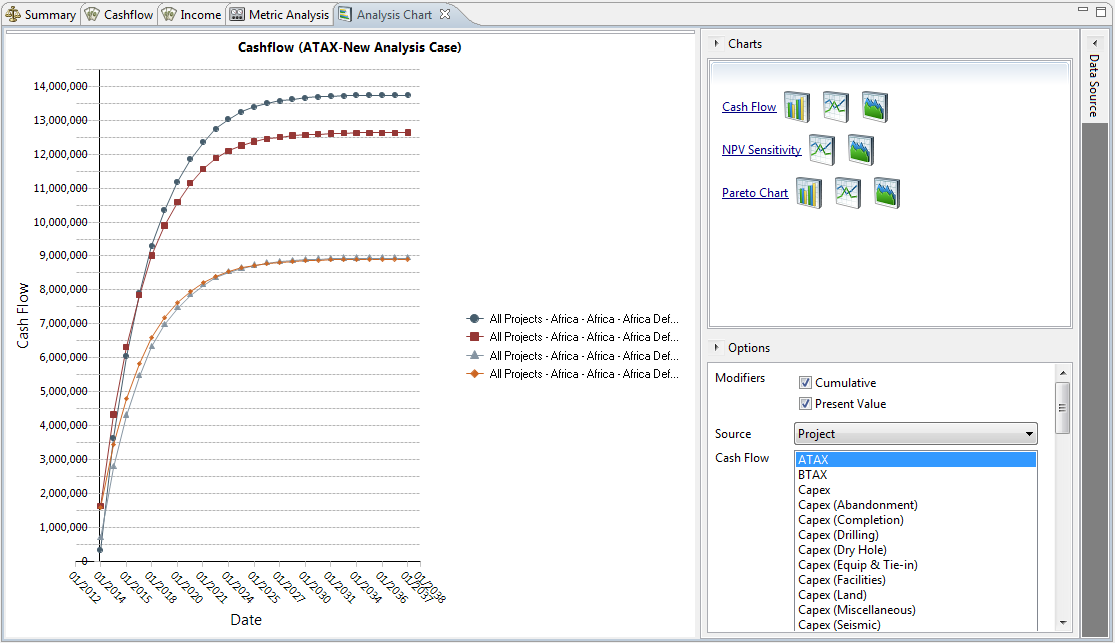 Summary
Cashflow
Income
Metric Analysis
Analysis Chart
Cashflow (ATAX-New Analysis Case)
14,000,000
13,000,000
12,000,000
11,000,000
10,000,000
9,000,000
8,000,000
7,000,000
6,000,000
5,000,000
4,000,000
3,000,000
2,000,000
1,000,000
0
Cash Flow
01/2012
01/2014
01/2015
01/2018
01/2020
01/2021
01/2024
01/2025
01/2027
01/2030
01/2031
01/2034
01/2036
01/2037
01/2038
Date
All Projects - Africa - Africa - Africa Def...
All Projects - Africa - Africa - Africa Def...
All Projects - Africa - Africa - Africa Def...
All Projects - Africa - Africa - Africa Def...
Charts
Cash Flow
NPV Sensitivity
Pareto Chart
Data Source
Options
Modifiers
Cumulative
Present Value
Source
Project
Cash Flow
ATAX
BTAX
Capex
Capex (Abandonment)
Capex (Completion)
Capex (Drilling)
Capex (Dry Hole)
Capex (Equip & Tie-in)
Capex (Facilities)
Capex (Land)
Capex (Miscellaneous)
Capex (Seismic)